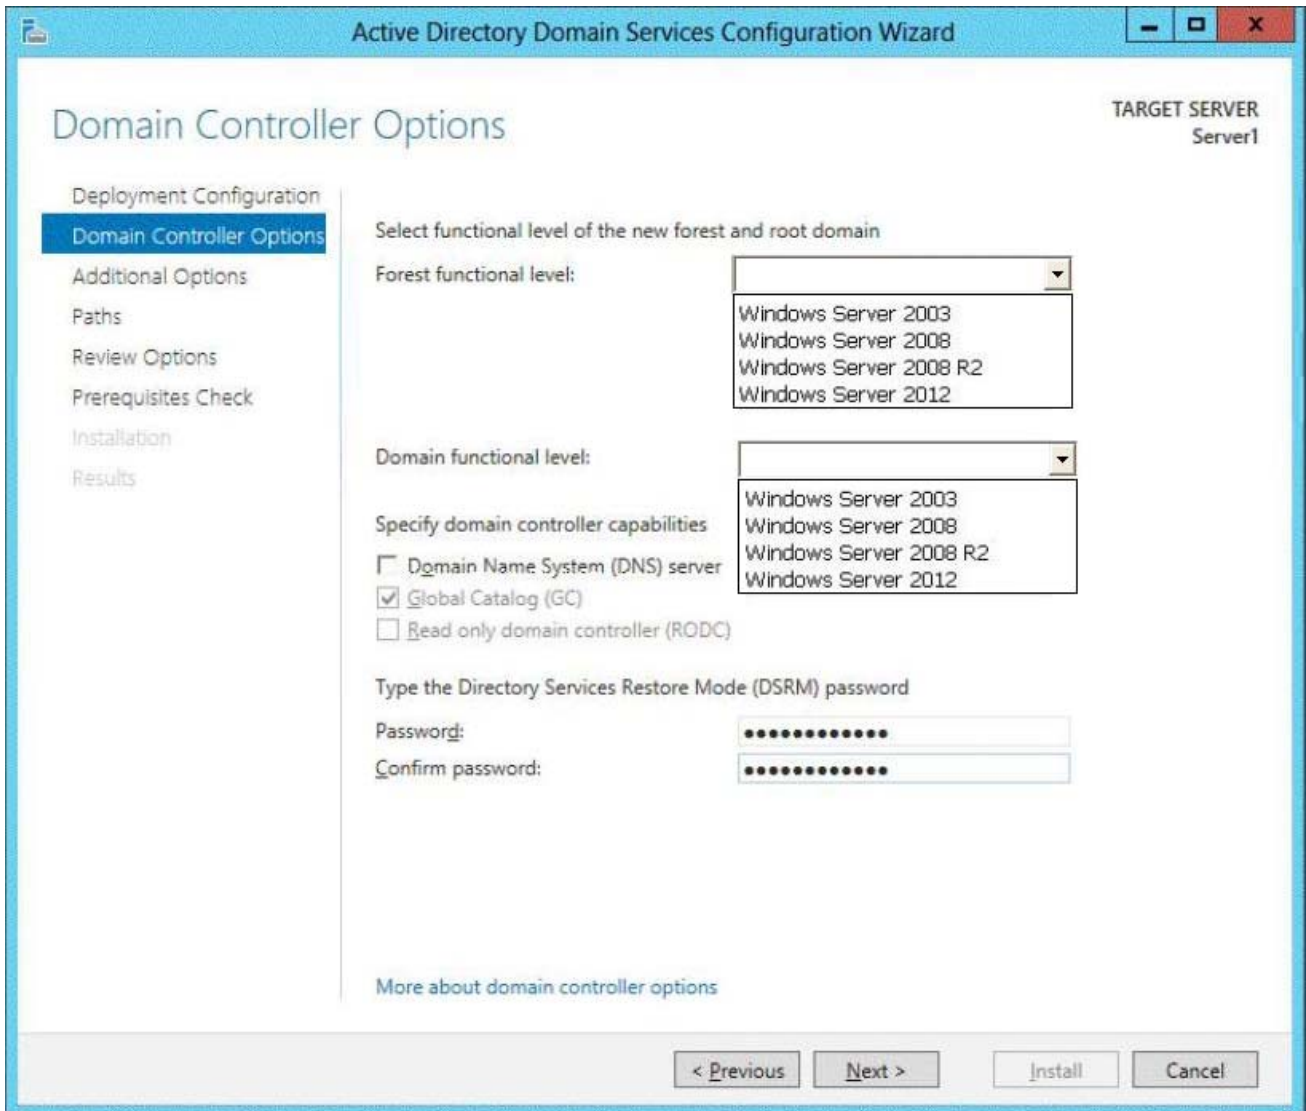 Active Directory Domain Services Configuration Wizard
Domain Controller Options
TARGET SERVER
Server1
Deployment Configuration
Domain Controller Options
Additional Options
Paths
Review Options
Prerequisites Check
Installation
Results
Select functional level of the new forest and root domain
Forest functional level:
Windows Server 2003
Windows Server 2008
Windows Server 2008 R2
Windows Server 2012
Domain functional level:
Windows Server 2003
Windows Server 2008
Windows Server 2008 R2
Windows Server 2012
Specify domain controller capabilities
Domain Name System (DNS) server
Global Catalog (GC)
Read only domain controller (RODC)
Type the Directory Services Restore Mode (DSRM) password
Password: ••••••••••••
Confirm password: ••••••••••••
More about domain controller options
< Previous
Next >
Install
Cancel